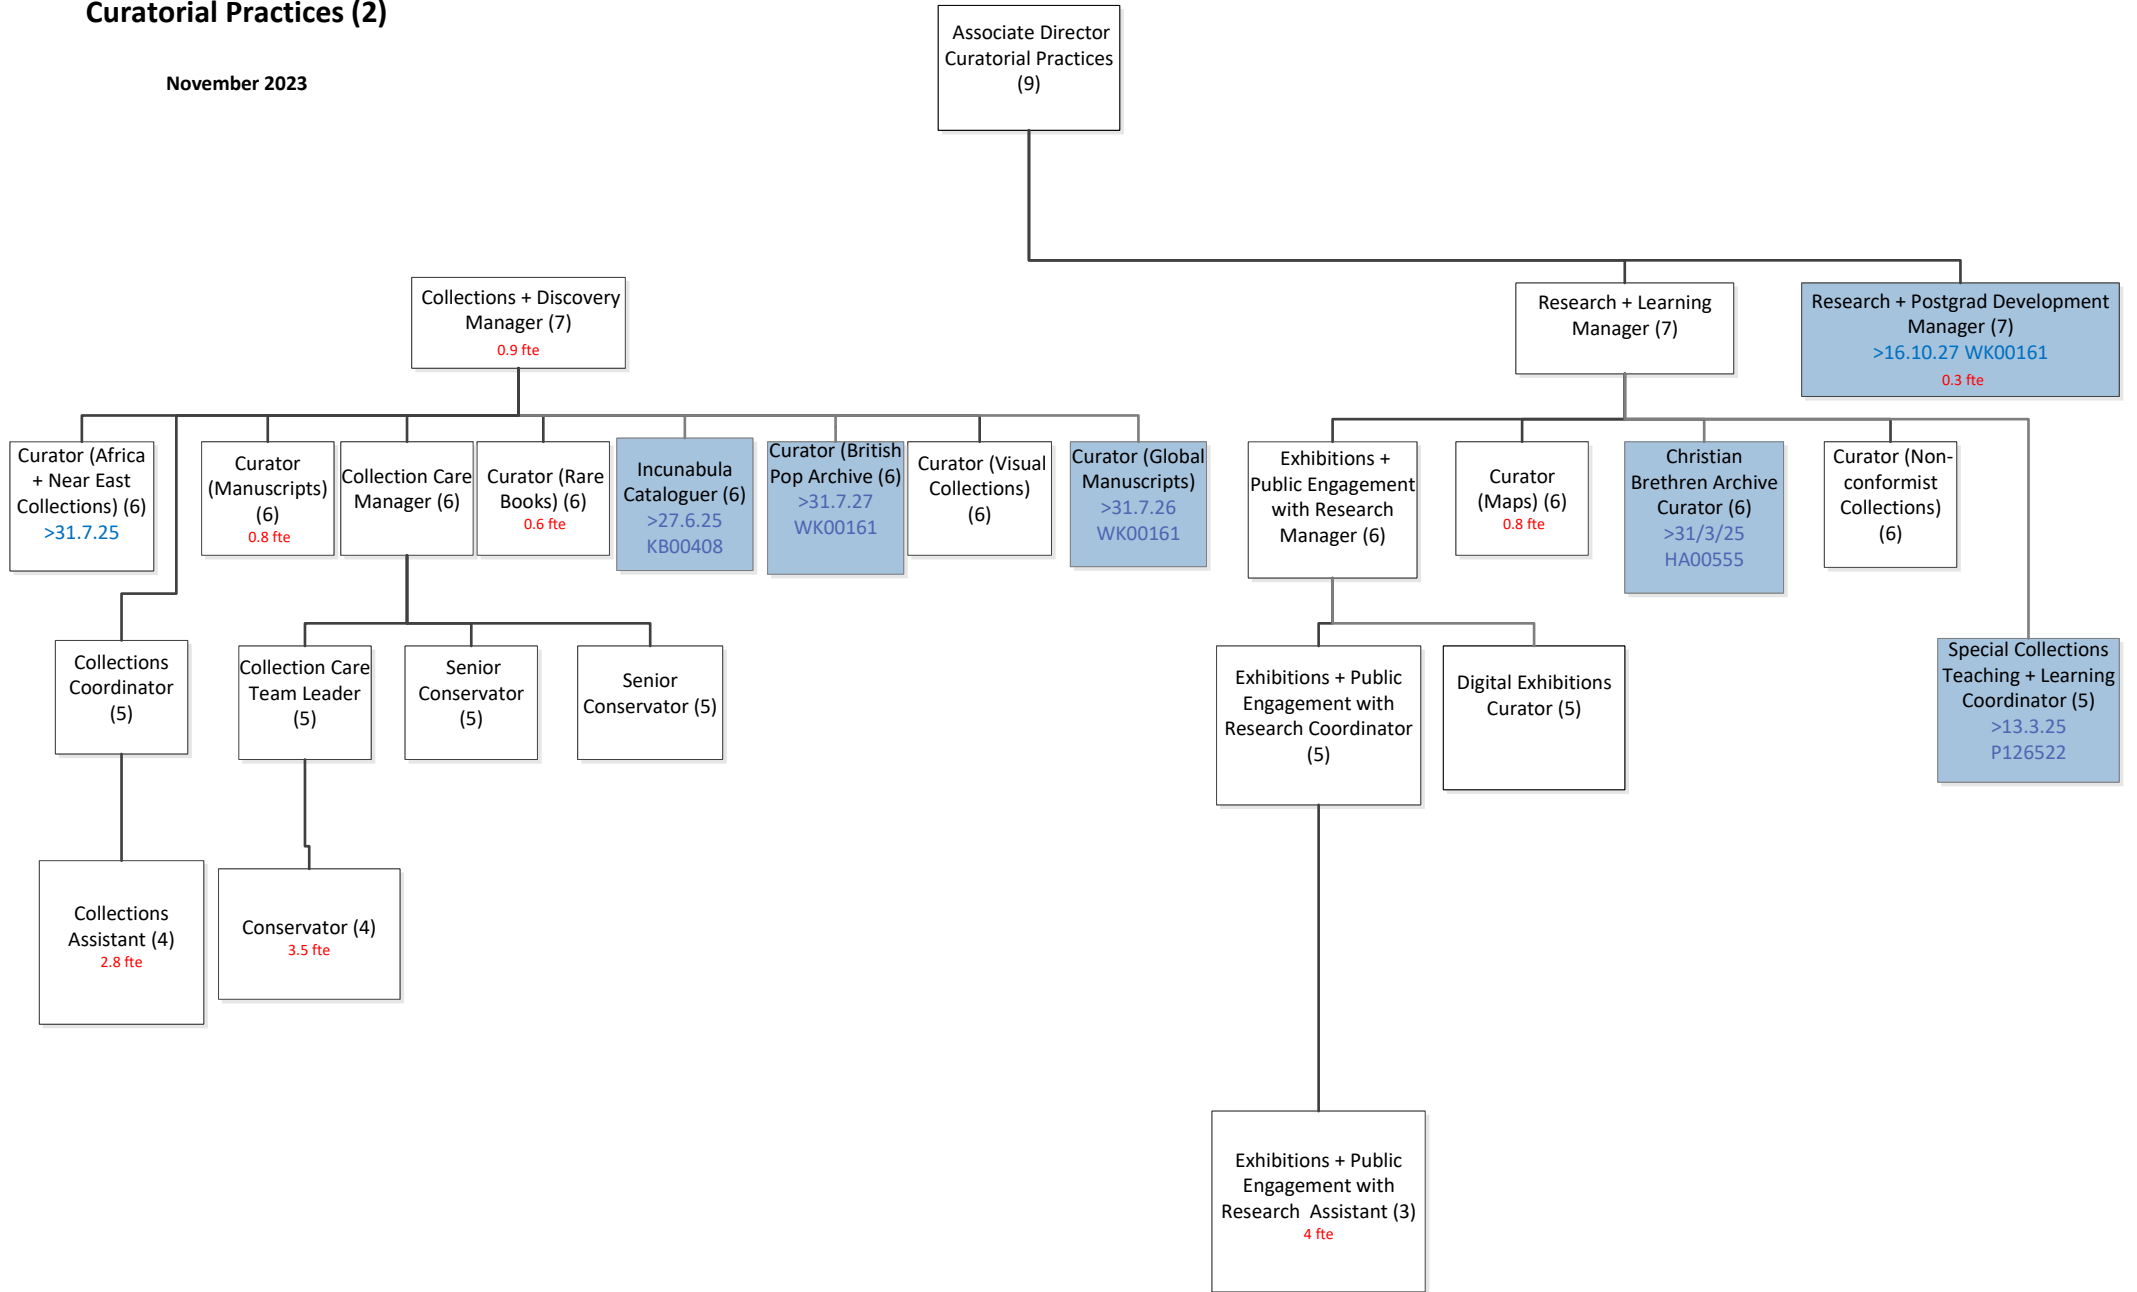 Curatorial Practices (2)
November 2023
Associate Director
Curatorial Practices
(9)
Collections + Discovery
Manager (7)
0.9 fte
Research + Learning
Manager (7)
Research + Postgrad Development
Manager (7)
>16.10.27 WK00161
0.3 fte
Curator (Africa
+ Near East
Collections) (6)
>31.7.25
Curator
(Manuscripts)
(6)
0.8 fte
Collection Care
Manager (6)
Curator (Rare
Books) (6)
0.6 fte
Incunabula
Cataloguer (6)
>27.6.25
KB00408
Curator (British
Pop Archive (6)
>31.7.27
WK00161
Curator (Visual
Collections)
(6)
Curator (Global
Manuscripts)
>31.7.26
WK00161
Exhibitions +
Public Engagement
with Research
Manager (6)
Curator
(Maps) (6)
0.8 fte
Christian
Brethren Archive
Curator (6)
>31/3/25
HA00555
Curator (Non-
conformist
Collections)
(6)
Collections
Coordinator
(5)
Collection Care
Team Leader
(5)
Senior
Conservator
(5)
Senior
Conservator (5)
Exhibitions + Public
Engagement with
Research Coordinator
(5)
Digital Exhibitions
Curator (5)
Special Collections
Teaching + Learning
Coordinator (5)
>13.3.25
P126522
Collections
Assistant (4)
2.8 fte
Conservator (4)
3.5 fte
Exhibitions + Public
Engagement with
Research  Assistant (3)
4 fte